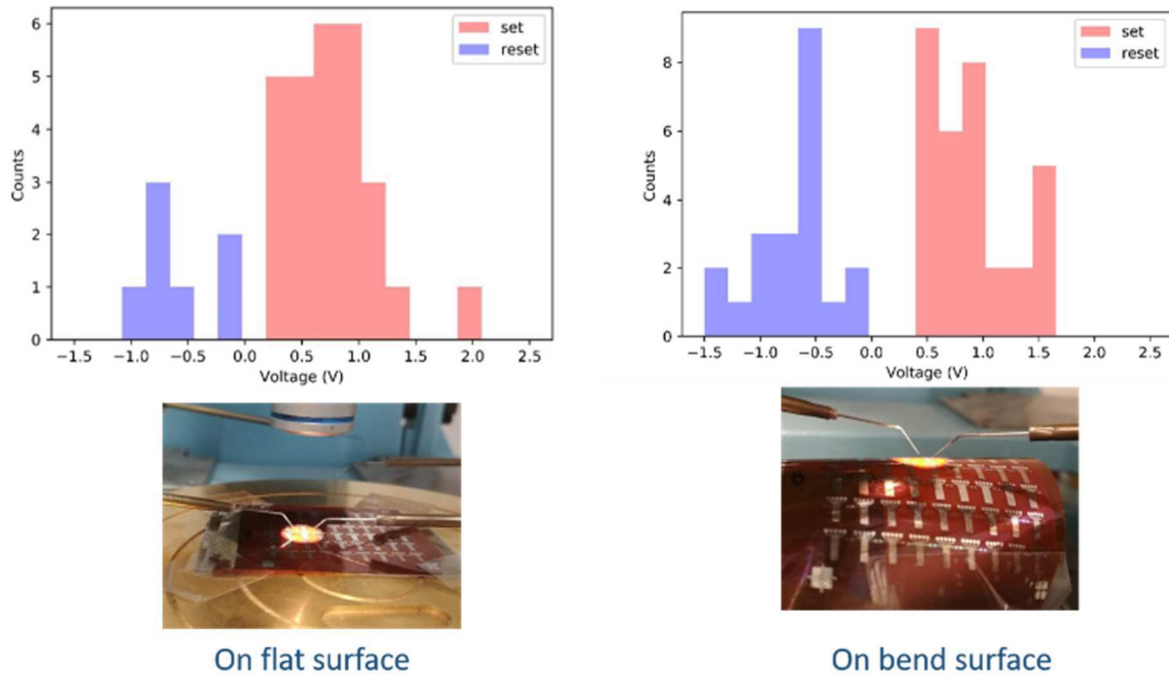 set
reset
6
5
4
3
2
1
0
Counts
−1.5 −1.0 −0.5 0.0 0.5 1.0 1.5 2.0 2.5
Voltage (V)
set
reset
8
6
4
2
0
Counts
−1.5 −1.0 −0.5 0.0 0.5 1.0 1.5 2.0 2.5
Voltage (V)
On flat surface
On bend surface